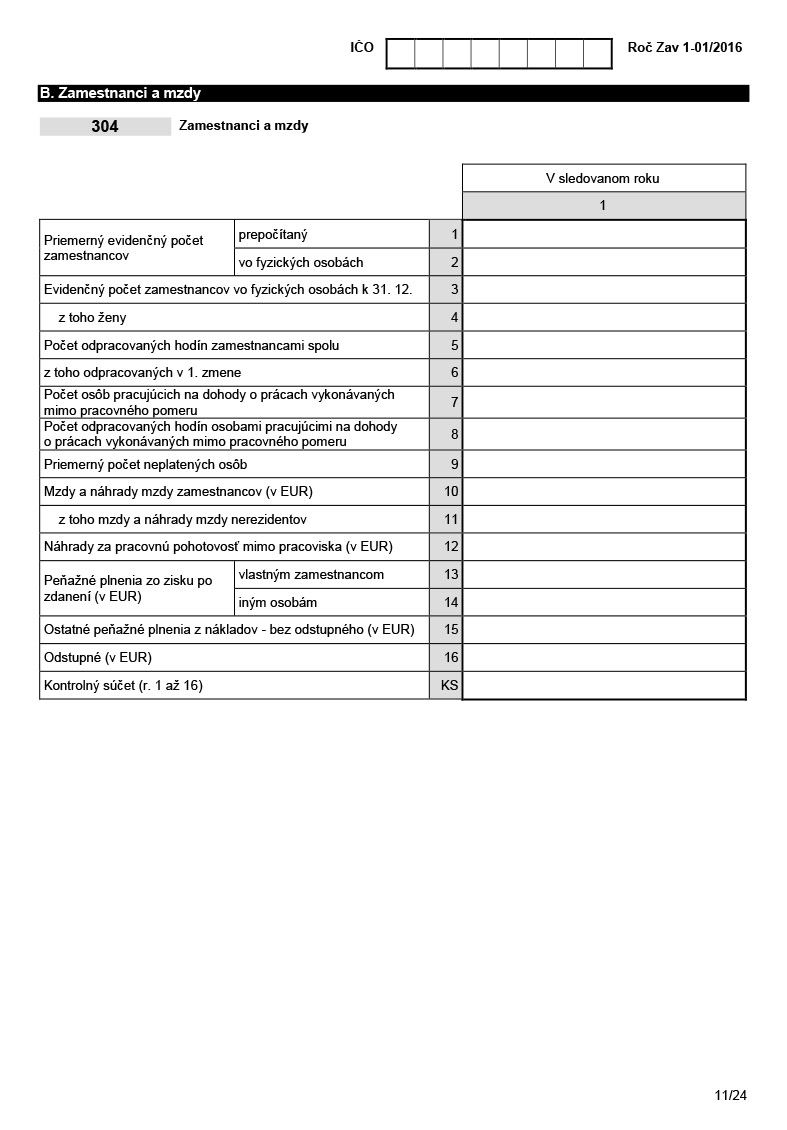 IČO
Roč Zav 1-01/2016
B. Zamestnanci a mzdy
304 Zamestnanci a mzdy
V sledovanom roku
1
Priemerný evidenčný počet
zamestnancov
prepočítaný 1
vo fyzických osobách 2
Evidenčný počet zamestnancov vo fyzických osobách k 31. 12. 3
z toho ženy 4
Počet odpracovaných hodín zamestnancami spolu 5
z toho odpracovaných v 1. zmene 6
Počet osôb pracujúcich na dohody o prácach vykonávaných
mimo pracovného pomeru 7
Počet odpracovaných hodín osobami pracujúcimi na dohody
o prácach vykonávaných mimo pracovného pomeru 8
Priemerný počet neplatených osôb 9
Mzdy a náhrady mzdy zamestnancov (v EUR) 10
z toho mzdy a náhrady mzdy nerezidentov 11
Náhrady za pracovnú pohotovosť mimo pracoviska (v EUR) 12
Peňažné plnenia zo zisku po
zdanení (v EUR)
vlastným zamestnancom 13
iným osobám 14
Ostatné peňažné plnenia z nákladov - bez odstupného (v EUR) 15
Odstupné (v EUR) 16
Kontrolný súčet (r. 1 až 16) KS
11/24